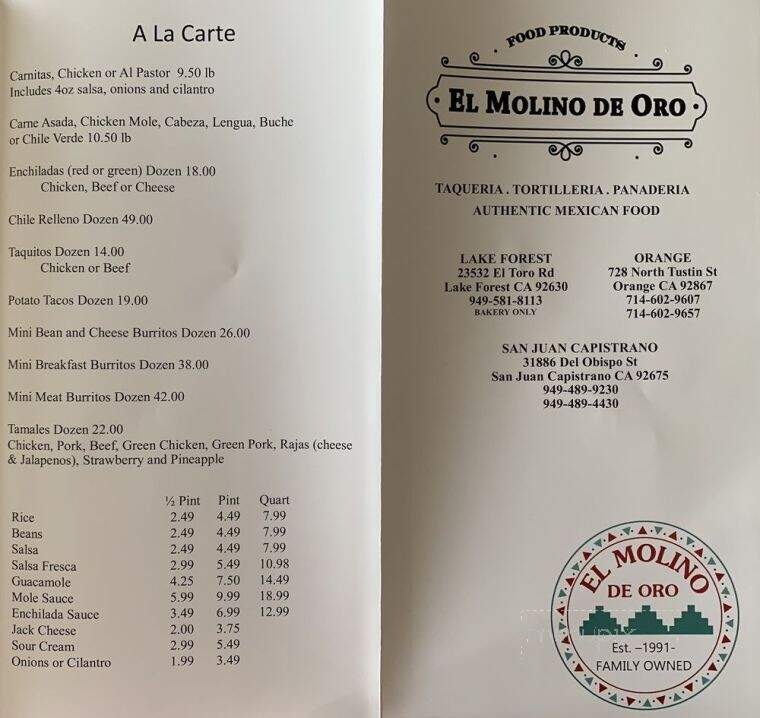 A La Carte
Carnitas, Chicken or Al Pastor 9.50 lb
Includes 4oz salsa, onions and cilantro
Carne Asada, Chicken Mole, Cabeza, Lengua, Buche
or Chile Verde 10.50 lb
Enchiladas (red or green) Dozen 18.00
Chicken, Beef or Cheese
Chile Relleno Dozen 49.00
Taquitos Dozen 14.00
Chicken or Beef
Potato Tacos Dozen 19.00
Mini Bean and Cheese Burritos Dozen 26.00
Mini Breakfast Burritos Dozen 38.00
Mini Meat Burritos Dozen 42.00
Tamales Dozen 22.00
Chicken, Pork, Beef, Green Chicken, Green Pork, Rajas (cheese
& Jalapenos), Strawberry and Pineapple
½ Pint Pint Quart
Rice 2.49 4.49 7.99
Beans 2.49 4.49 7.99
Salsa 2.49 4.49 7.99
Salsa Fresca 2.99 5.49 10.98
Guacamole 4.25 7.50 14.49
Mole Sauce 5.99 9.99 18.99
Enchilada Sauce 3.49 6.99 12.99
Jack Cheese 2.00 3.75
Sour Cream 2.99 5.49
Onions or Cilantro 1.99 3.49
FOOD PRODUCTS
EL MOLINO DE ORO
TAQUERIA . TORTILLERIA . PANADERIA
AUTHENTIC MEXICAN FOOD
LAKE FOREST
23532 El Toro Rd
Lake Forest CA 92630
949-581-8113
BAKERY ONLY
ORANGE
728 North Tustin St
Orange CA 92867
714-602-9607
714-602-9657
SAN JUAN CAPISTRANO
31886 Del Obispo St
San Juan Capistrano CA 92675
949-489-9230
949-489-4430
EL MOLINO
DE ORO
Est. –1991-
FAMILY OWNED